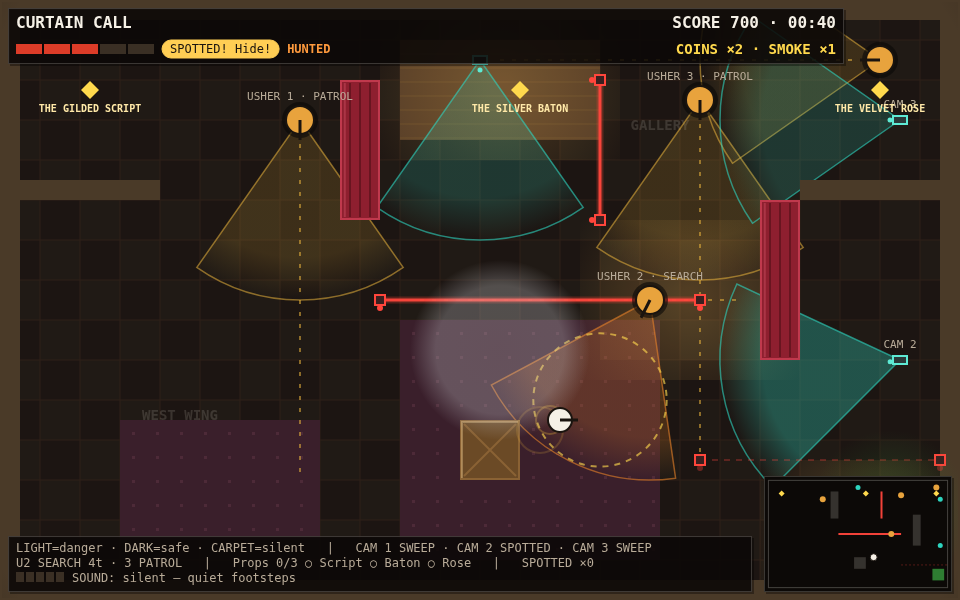 CURTAIN CALL
SCORE 700 · 00:40
SPOTTED! Hide!
HUNTED
COINS ×2 · SMOKE ×1
USHER 3 · PATROL
USHER 1 · PATROL
THE GILDED SCRIPT
THE SILVER BATON
CAM 3
THE VELVET ROSE
GALLERY
USHER 2 · SEARCH
CAM 2
WEST WING
LIGHT=danger · DARK=safe · CARPET=silent | CAM 1 SWEEP · CAM 2 SPOTTED · CAM 3 SWEEP
U2 SEARCH 4t · 3 PATROL | Props 0/3 ○ Script ○ Baton ○ Rose | SPOTTED ×0
SOUND: silent — quiet footsteps